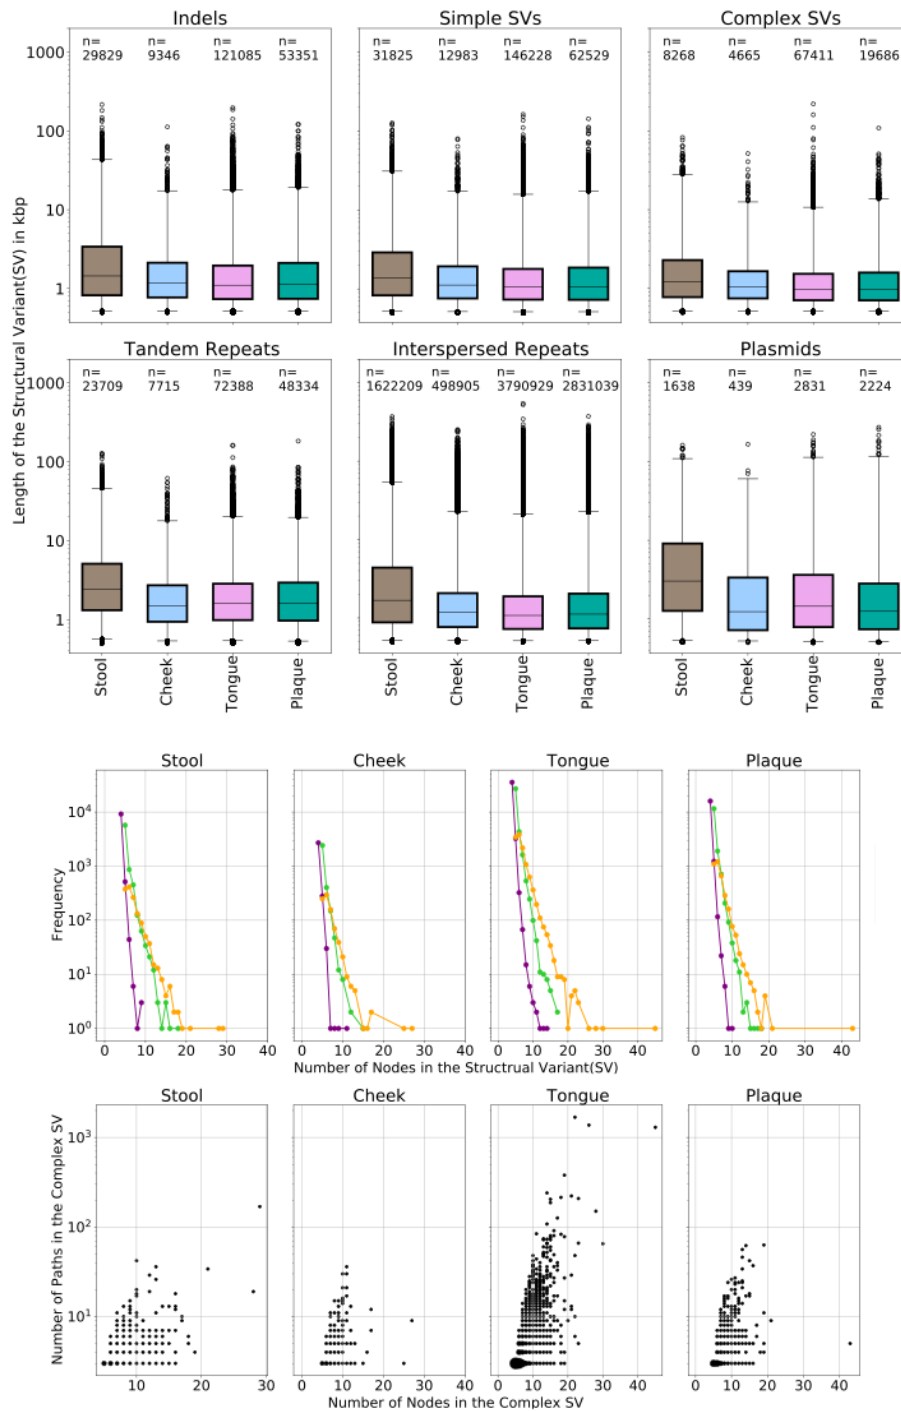 Indels Simple SVs Complex SVs
1000 n= n= n= n= n= n= n= n= n= n= n= n=
29829 9346 121085 53351 31825 12983 146228 62529 8268 4665 67411 19686
100
10
1
Length of the Structural Variant(SV) in kbp
Tandem Repeats Interspersed Repeats Plasmids
1000 n= n= n= n= n= n= n= n= n= n= n= n=
23709 7715 72388 48334 1622209 498905 3790929 2831039 1638 439 2831 2224
100
10
1
Stool Cheek Tongue Plaque Stool Cheek Tongue Plaque Stool Cheek Tongue Plaque
Stool Cheek Tongue Plaque
10⁴
10³
10²
10¹
10⁰
Frequency
0 10 20 30 40 0 10 20 30 40 0 10 20 30 40 0 10 20 30 40
Number of Nodes in the Structrual Variant(SV)
Stool Cheek Tongue Plaque
10³
10²
10¹
Number of Paths in the Complex SV
10 20 30 0 10 20 30 40 0 10 20 30 40 0 10 20 30 40
Number of Nodes in the Complex SV